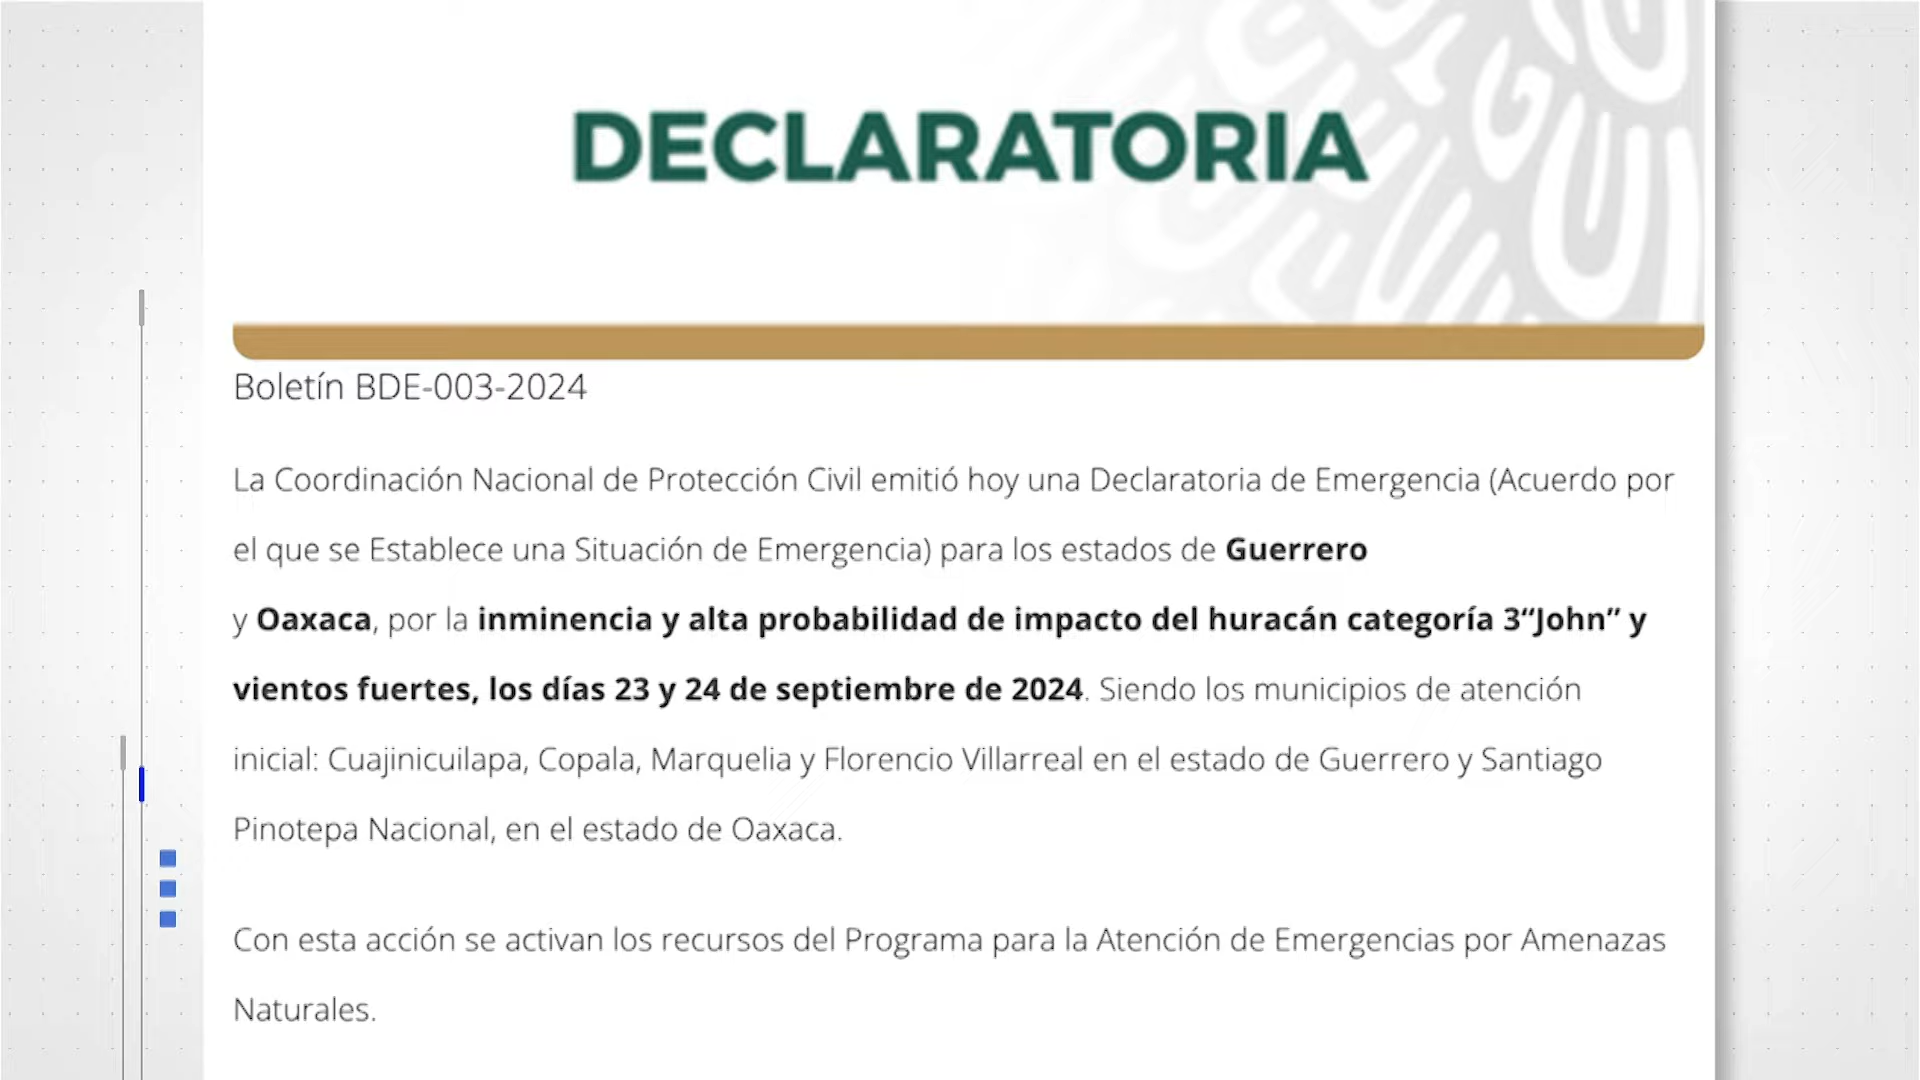 DECLARATORIA
Boletín BDE-003-2024
La Coordinación Nacional de Protección Civil emitió hoy una Declaratoria de Emergencia (Acuerdo por
el que se Establece una Situación de Emergencia) para los estados de Guerrero
y Oaxaca, por la inminencia y alta probabilidad de impacto del huracán categoría 3“John” y
vientos fuertes, los días 23 y 24 de septiembre de 2024. Siendo los municipios de atención
inicial: Cuajinicuilapa, Copala, Marquelia y Florencio Villarreal en el estado de Guerrero y Santiago
Pinotepa Nacional, en el estado de Oaxaca.
Con esta acción se activan los recursos del Programa para la Atención de Emergencias por Amenazas
Naturales.